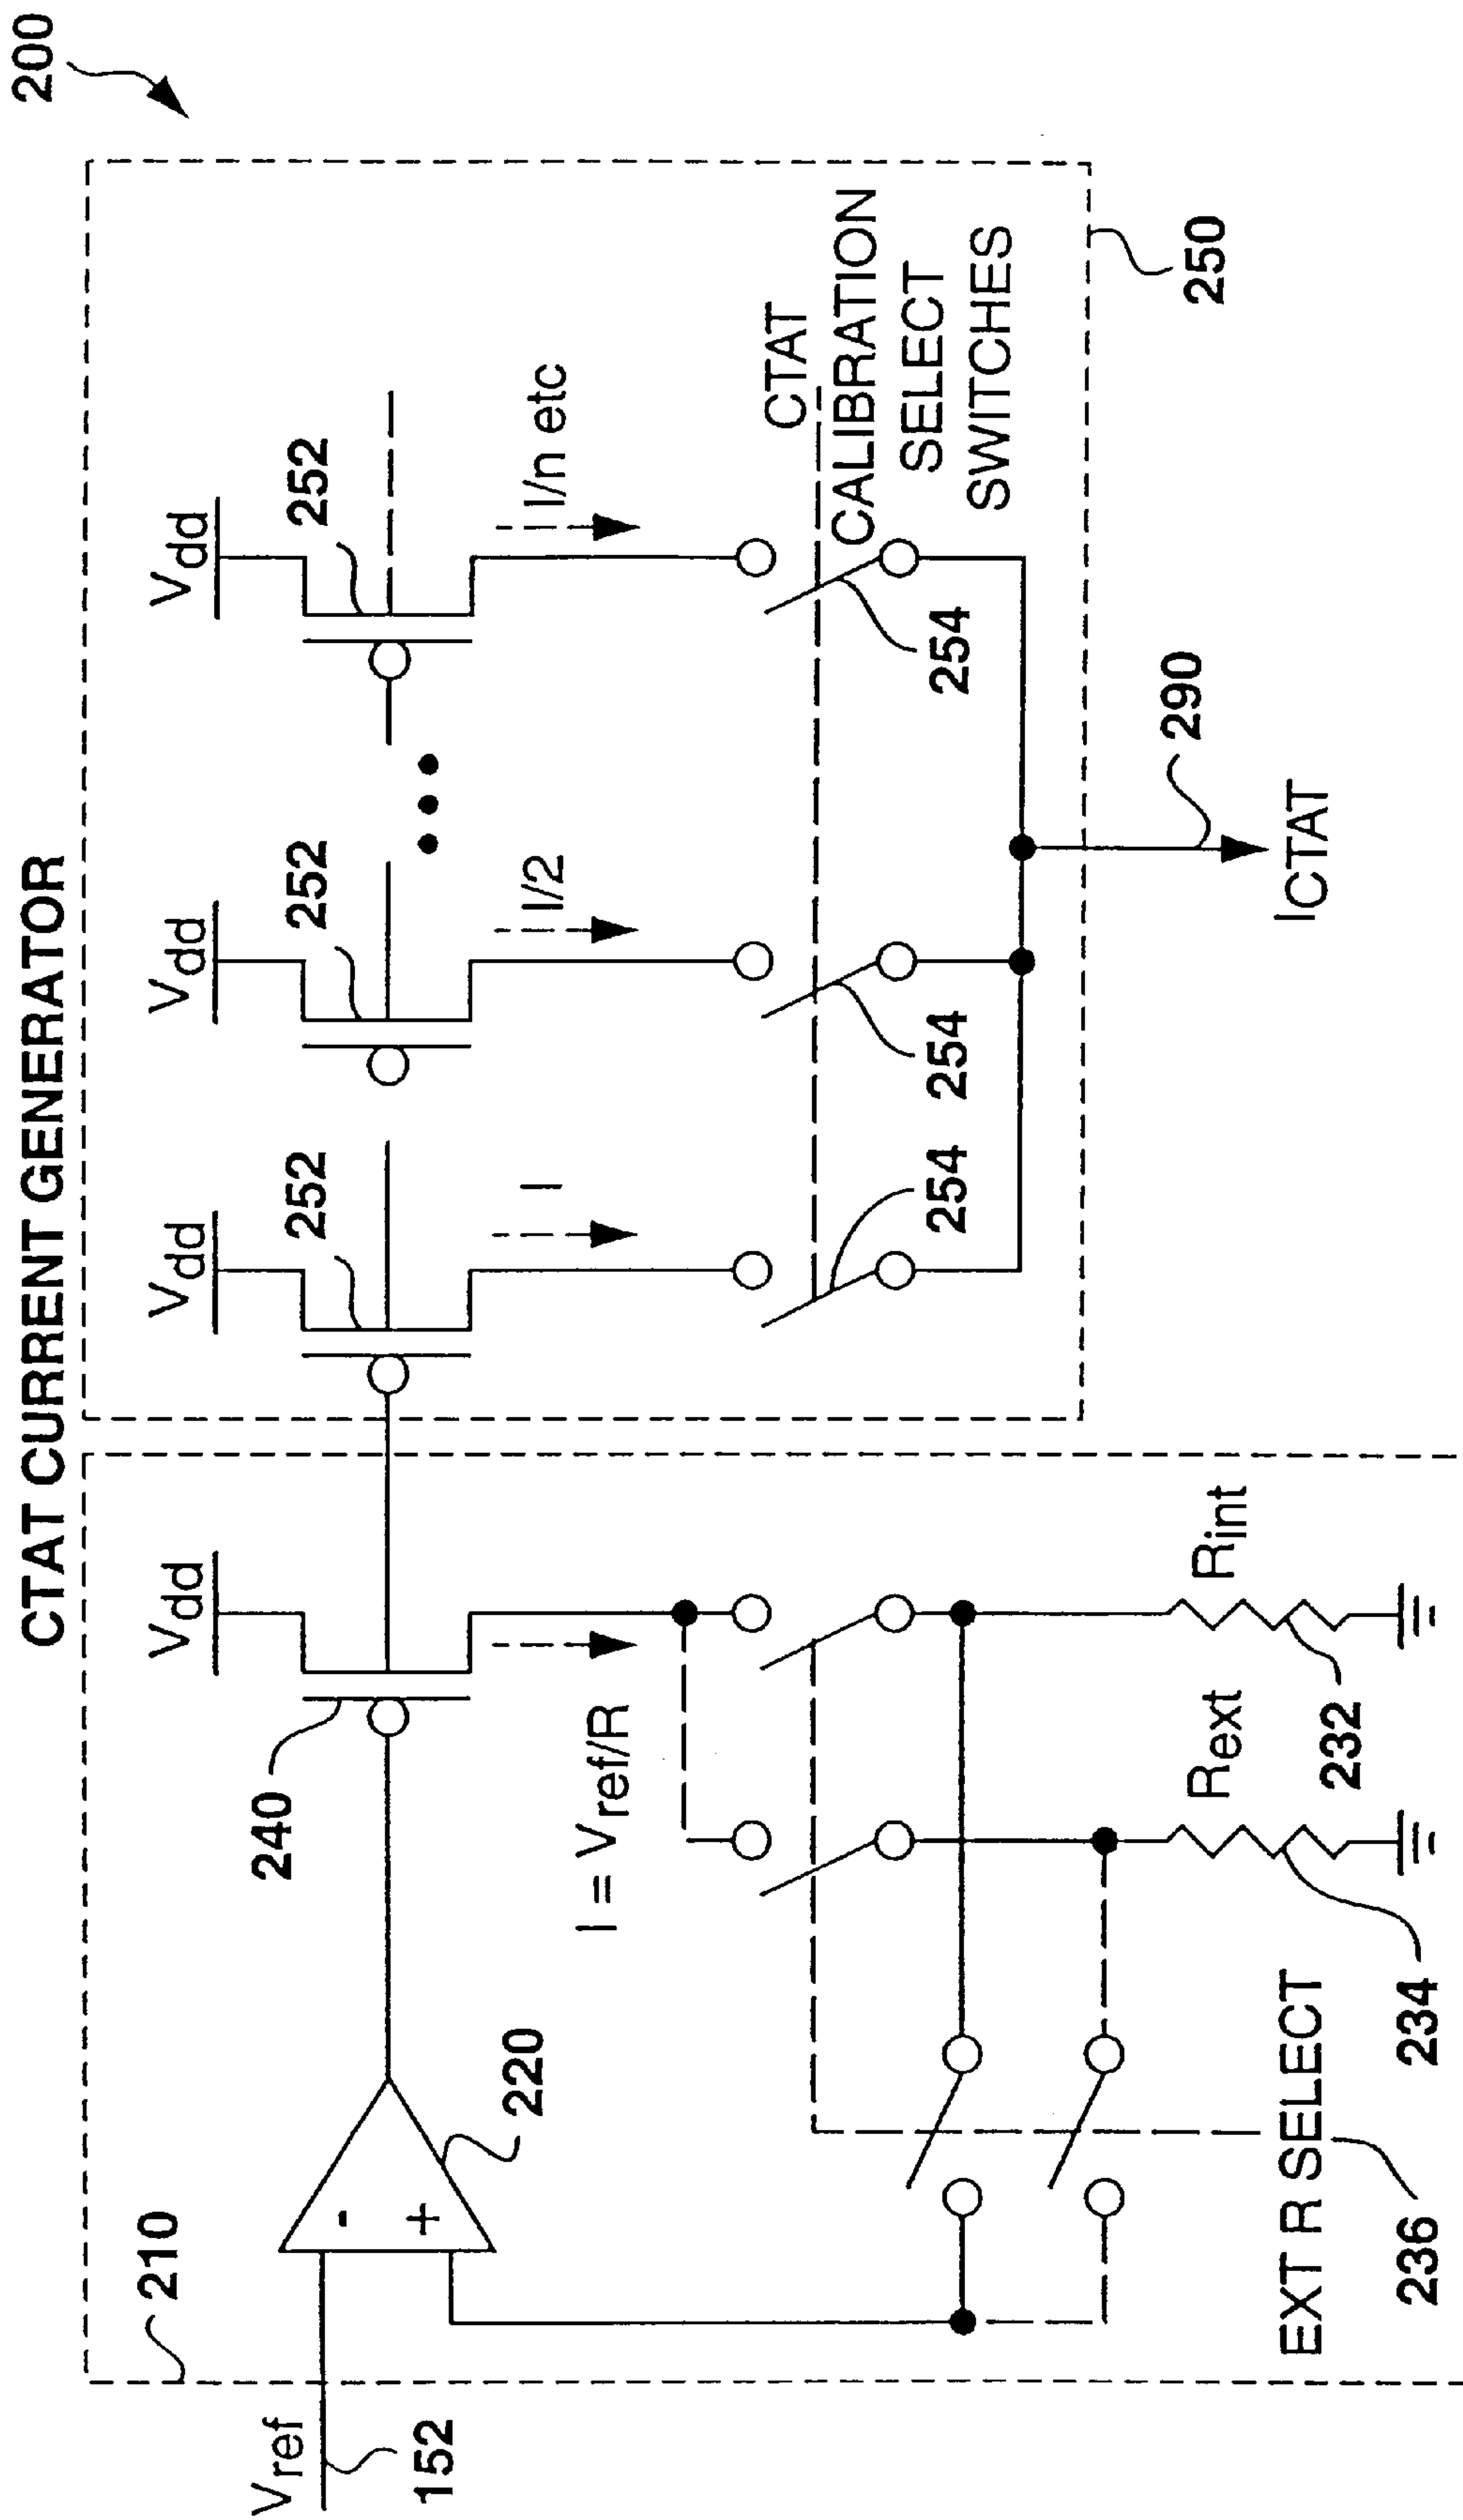 CTAT CURRENT GENERATOR
200
210
Vref
152
-
+
220
240
Vdd
Vdd
Vdd
Vdd
252
252
252
I = Vref/R
I
I/2
I/n etc
CTAT
CALIBRATION
SELECT
SWITCHES
254
254
254
250
290
ICTAT
Rext
Rint
232
234
EXT R SELECT
236